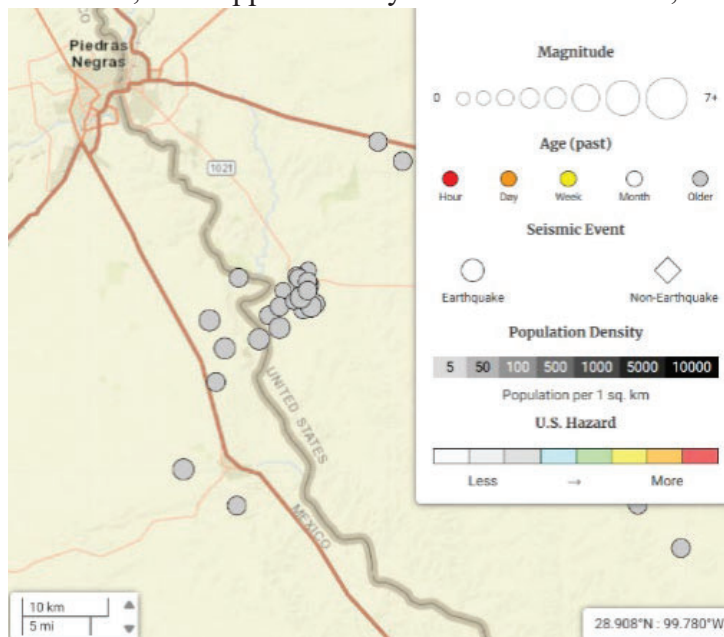 Piedras
Negras
CO
1021
UNITED STATES
MEXICO
10 km
5 mi
Magnitude
0
7+
Age (past)
Hour
Day
Week
Month
Older
Seismic Event
Earthquake
Non-Earthquake
Population Density
5 50 100 500 1000 5000 10000
Population per 1 sq. km
U.S. Hazard
Less → More
28.908°N : 99.780°W